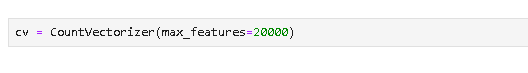 cv = CountVectorizer(max_features=20000)